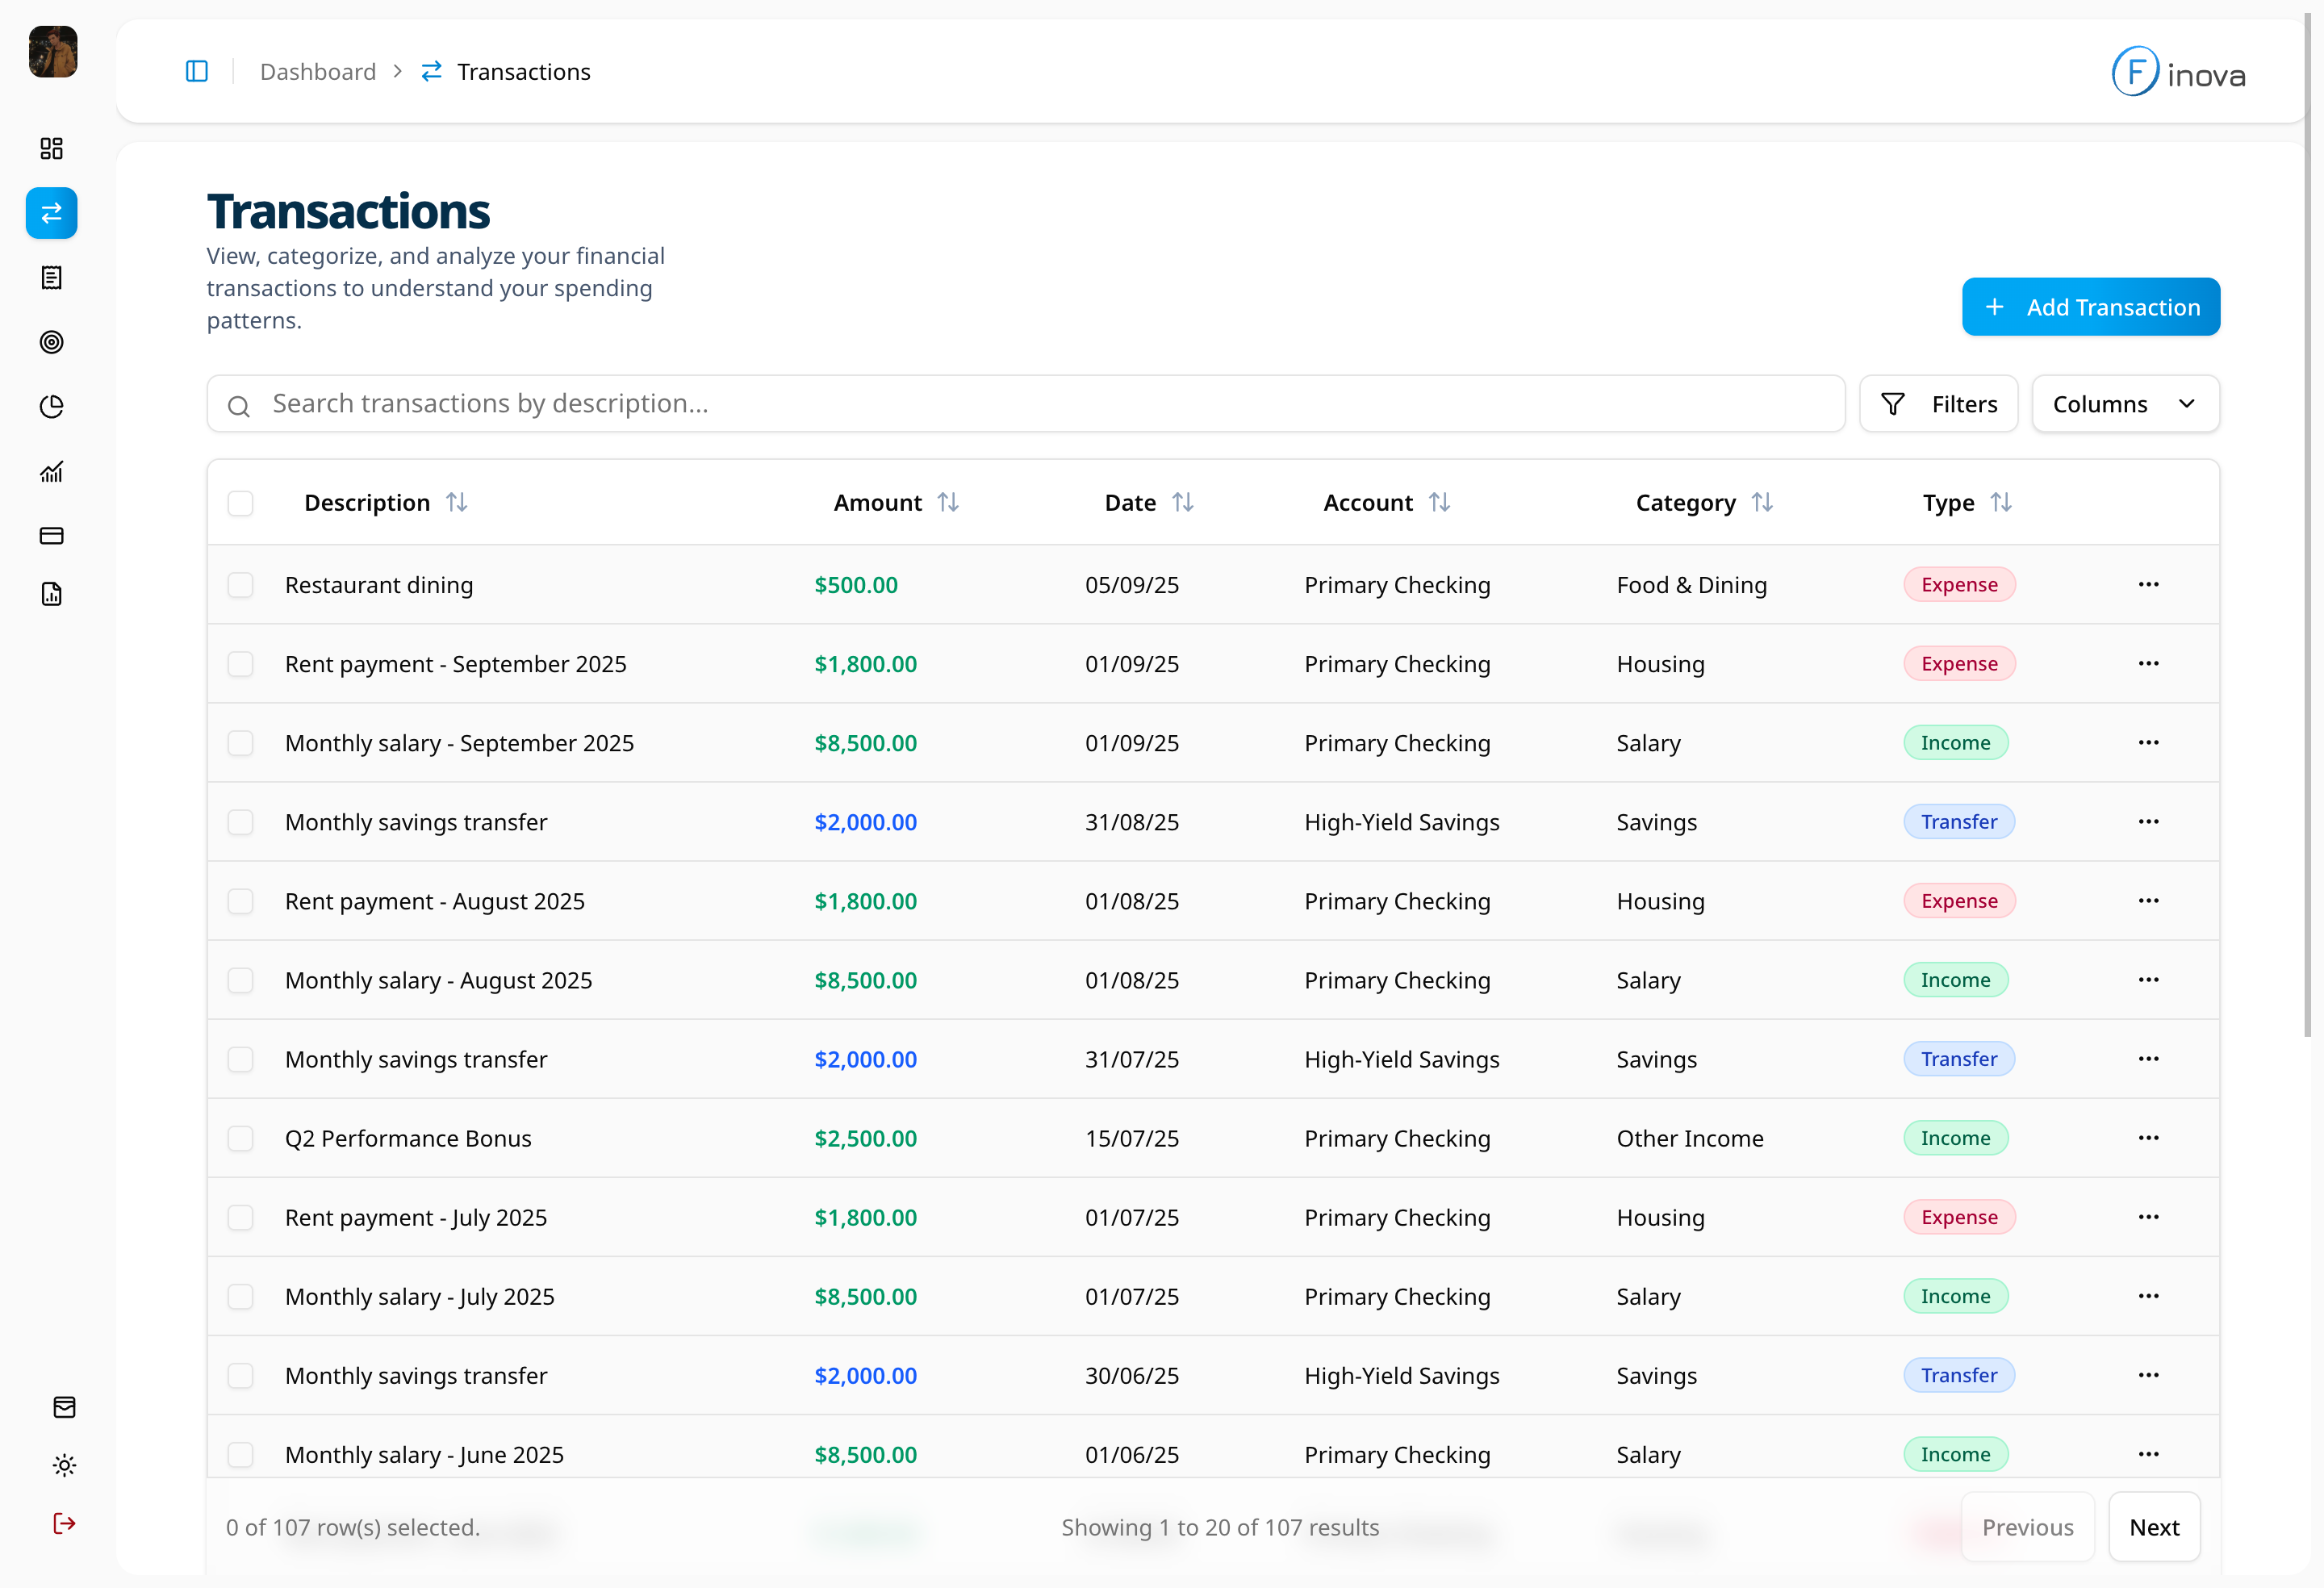 Dashboard > Transactions
Finova
Transactions
View, categorize, and analyze your financial
transactions to understand your spending
patterns.
+ Add Transaction
Search transactions by description...
Filters
Columns
Description Amount Date Account Category Type
Restaurant dining $500.00 05/09/25 Primary Checking Food & Dining Expense
Rent payment - September 2025 $1,800.00 01/09/25 Primary Checking Housing Expense
Monthly salary - September 2025 $8,500.00 01/09/25 Primary Checking Salary Income
Monthly savings transfer $2,000.00 31/08/25 High-Yield Savings Savings Transfer
Rent payment - August 2025 $1,800.00 01/08/25 Primary Checking Housing Expense
Monthly salary - August 2025 $8,500.00 01/08/25 Primary Checking Salary Income
Monthly savings transfer $2,000.00 31/07/25 High-Yield Savings Savings Transfer
Q2 Performance Bonus $2,500.00 15/07/25 Primary Checking Other Income Income
Rent payment - July 2025 $1,800.00 01/07/25 Primary Checking Housing Expense
Monthly salary - July 2025 $8,500.00 01/07/25 Primary Checking Salary Income
Monthly savings transfer $2,000.00 30/06/25 High-Yield Savings Savings Transfer
Monthly salary - June 2025 $8,500.00 01/06/25 Primary Checking Salary Income
0 of 107 row(s) selected. Showing 1 to 20 of 107 results Previous Next